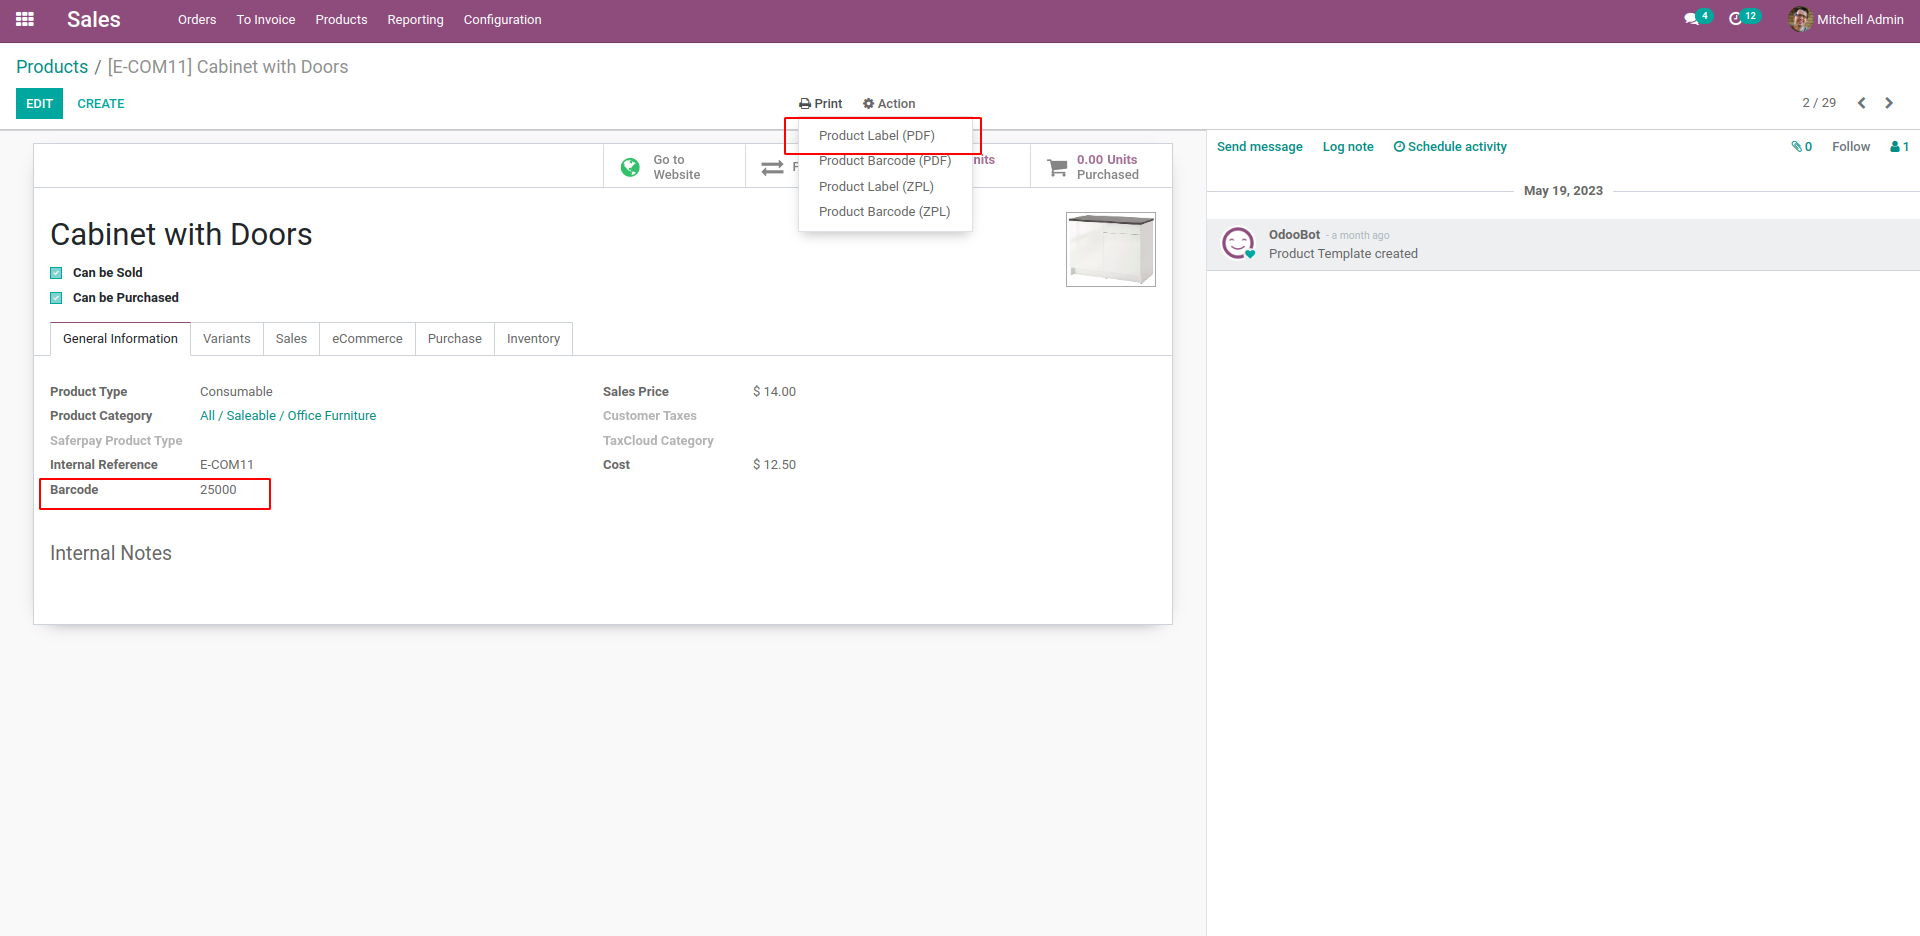 Sales Orders To Invoice Products Reporting Configuration 4 12 Mitchell Admin
Products / [E-COM11] Cabinet with Doors
EDIT CREATE Print Action 2 / 29
Product Label (PDF)
Product Barcode (PDF)
Product Label (ZPL)
Product Barcode (ZPL)
Go to
Website
0.00 Units
Purchased
Cabinet with Doors
Can be Sold
Can be Purchased
General Information Variants Sales eCommerce Purchase Inventory
Product Type Consumable
Product Category All / Saleable / Office Furniture
Saferpay Product Type
Internal Reference E-COM11
Barcode 25000
Sales Price $ 14.00
Customer Taxes
TaxCloud Category
Cost $ 12.50
Internal Notes
Send message Log note Schedule activity 0 Follow 1
May 19, 2023
OdooBot - a month ago
Product Template created